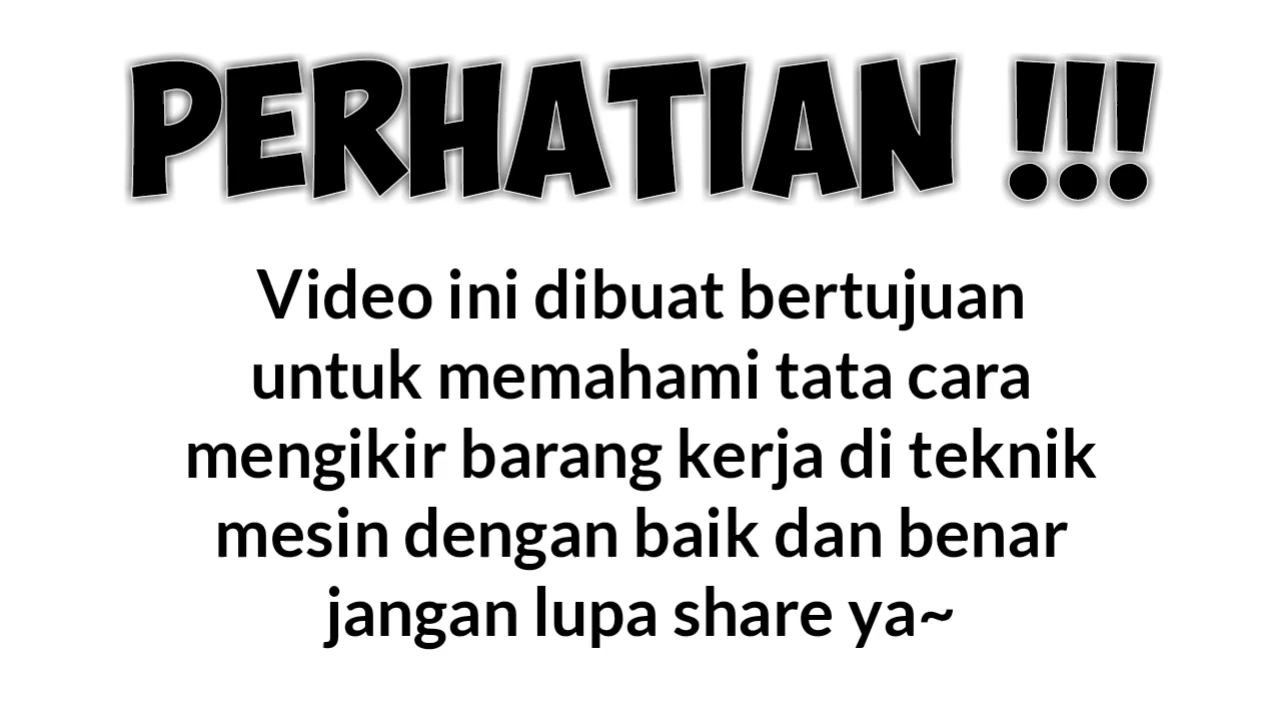 PERHATIAN !!!
Video ini dibuat bertujuan
untuk memahami tata cara
mengikir barang kerja di teknik
mesin dengan baik dan benar
jangan lupa share ya~